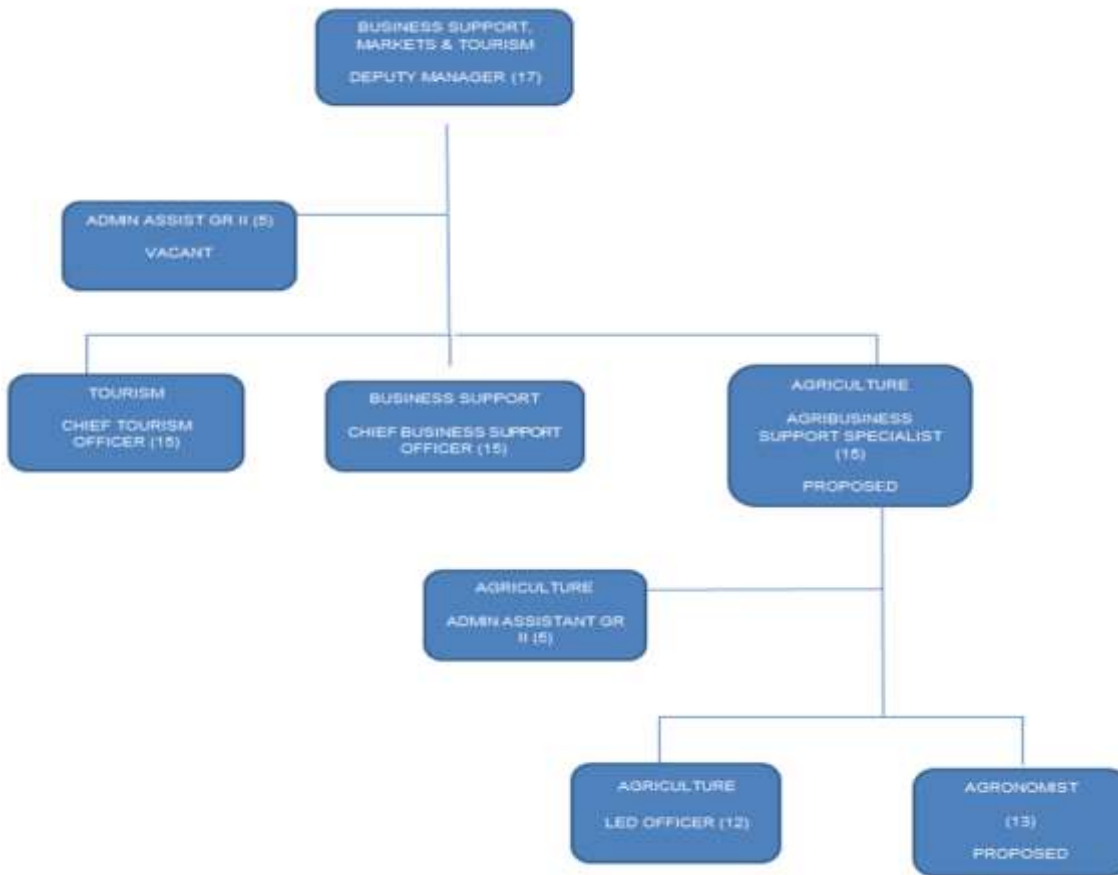 BUSINESS SUPPORT,
MARKETS & TOURISM
DEPUTY MANAGER (17)
ADMIN ASSIST GR II (5)
VACANT
TOURISM
CHIEF TOURISM
OFFICER (15)
BUSINESS SUPPORT
CHIEF BUSINESS SUPPORT
OFFICER (15)
AGRICULTURE
AGRIBUSINESS
SUPPORT SPECIALIST
(15)
PROPOSED
AGRICULTURE
ADMIN ASSISTANT GR
II (5)
AGRICULTURE
LED OFFICER (12)
AGRONOMIST
(13)
PROPOSED